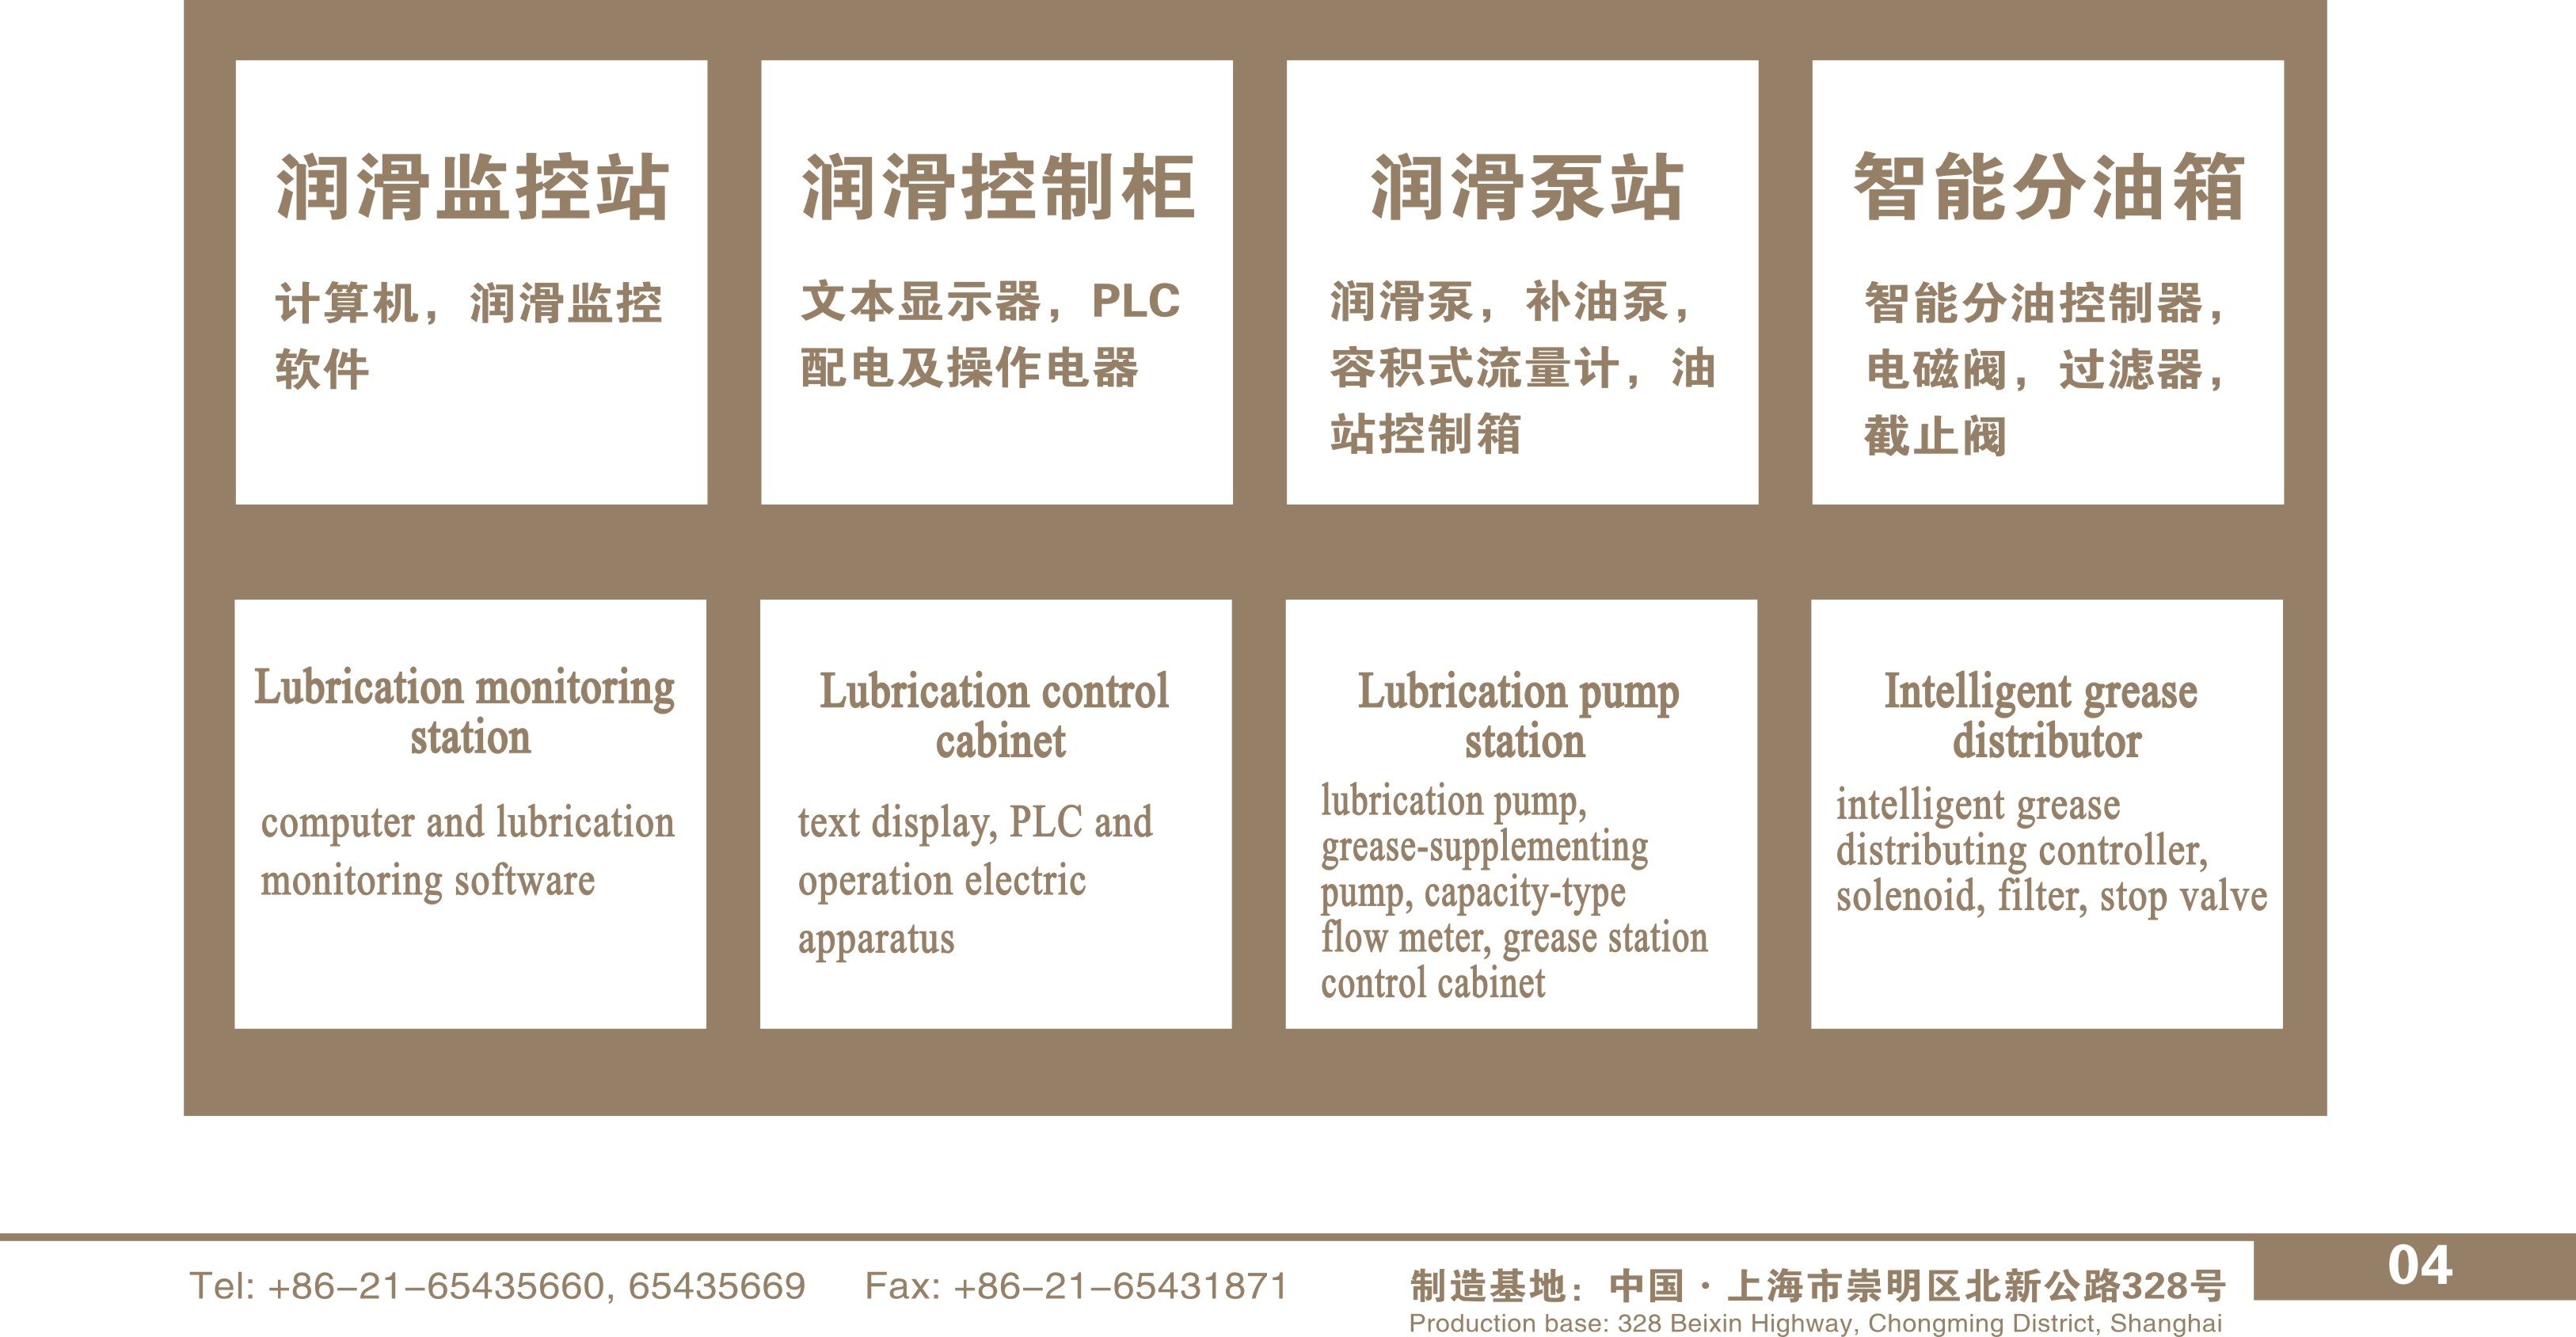 润滑监控站
计算机，润滑监控
软件
润滑控制柜
文本显示器，PLC
配电及操作电器
润滑泵站
润滑泵，补油泵，
容积式流量计，油
站控制箱
智能分油箱
智能分油控制器，
电磁阀，过滤器，
截止阀
Lubrication monitoring
station
computer and lubrication
monitoring software
Lubrication control
cabinet
text display, PLC and
operation electric
apparatus
Lubrication pump
station
lubrication pump,
grease-supplementing
pump, capacity-type
flow meter, grease station
control cabinet
Intelligent grease
distributor
intelligent grease
distributing controller,
solenoid, filter, stop valve
Tel: +86-21-65435660, 65435669 Fax: +86-21-65431871
制造基地：中国·上海市崇明区北新公路328号
Production base: 328 Beixin Highway, Chongming District, Shanghai
04